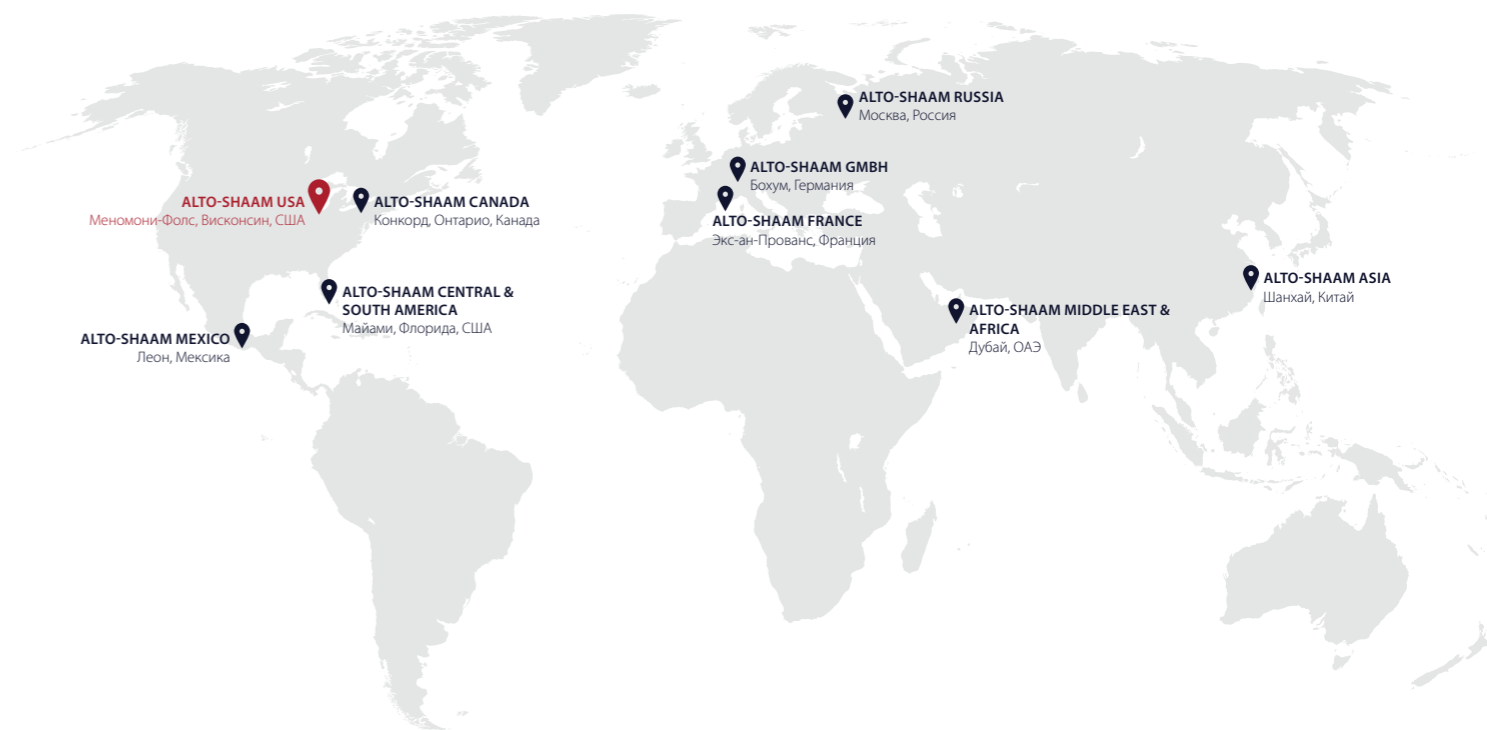 ALTO-SHAAM RUSSIA
Москва, Россия
ALTO-SHAAM GMBH
Бохум, Германия
ALTO-SHAAM USA
Меномони-Фолс, Висконсин, США
ALTO-SHAAM CANADA
Конкорд, Онтарио, Канада
ALTO-SHAAM FRANCE
Экс-ан-Прованс, Франция
ALTO-SHAAM ASIA
Шанхай, Китай
ALTO-SHAAM CENTRAL &
SOUTH AMERICA
Майами, Флорида, США
ALTO-SHAAM MIDDLE EAST &
AFRICA
Дубай, ОАЭ
ALTO-SHAAM MEXICO
Леон, Мексика